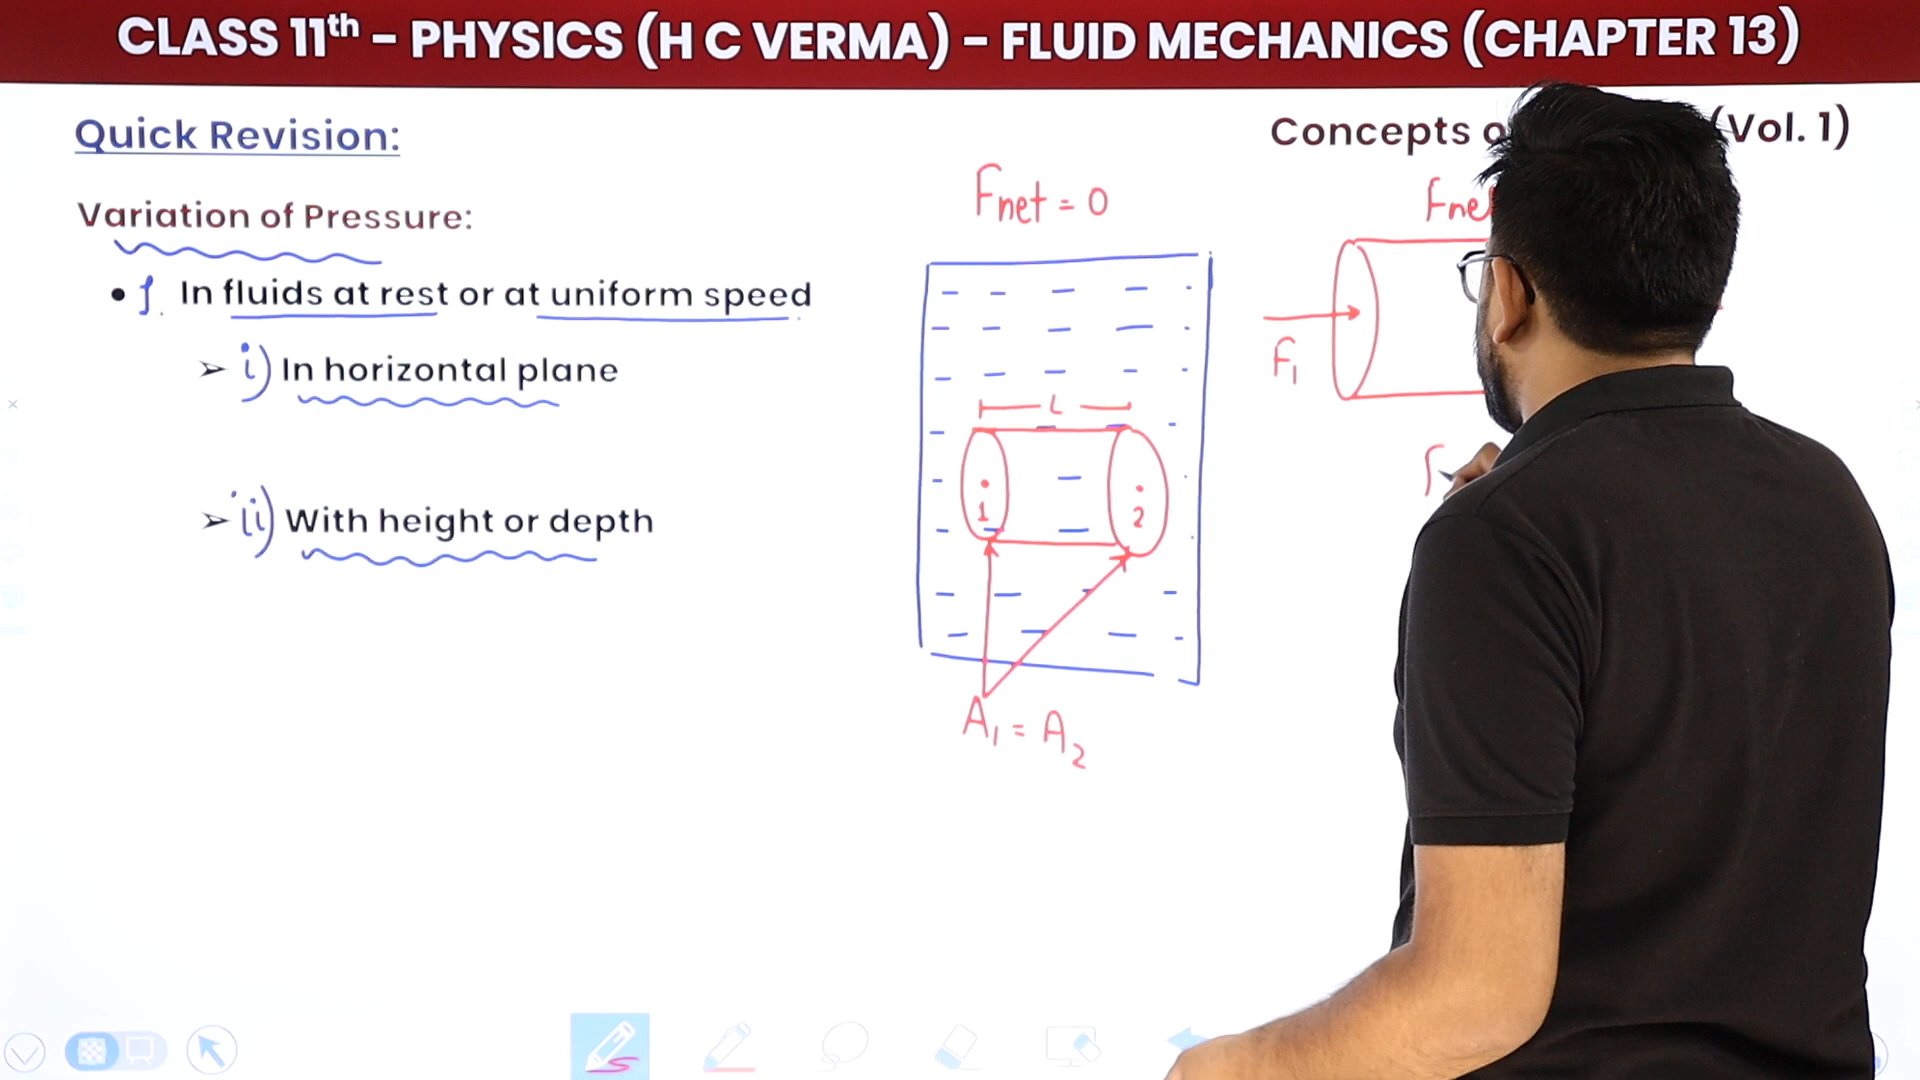 CLASS 11th - PHYSICS (H C VERMA) - FLUID MECHANICS (CHAPTER 13)
Quick Revision:
Concepts (Vol. 1)
Variation of Pressure:
• In fluids at rest or at uniform speed
➢ i) In horizontal plane
➢ ii) With height or depth
Fnet = 0
L
1 2
A1 = A2
Fne
F1